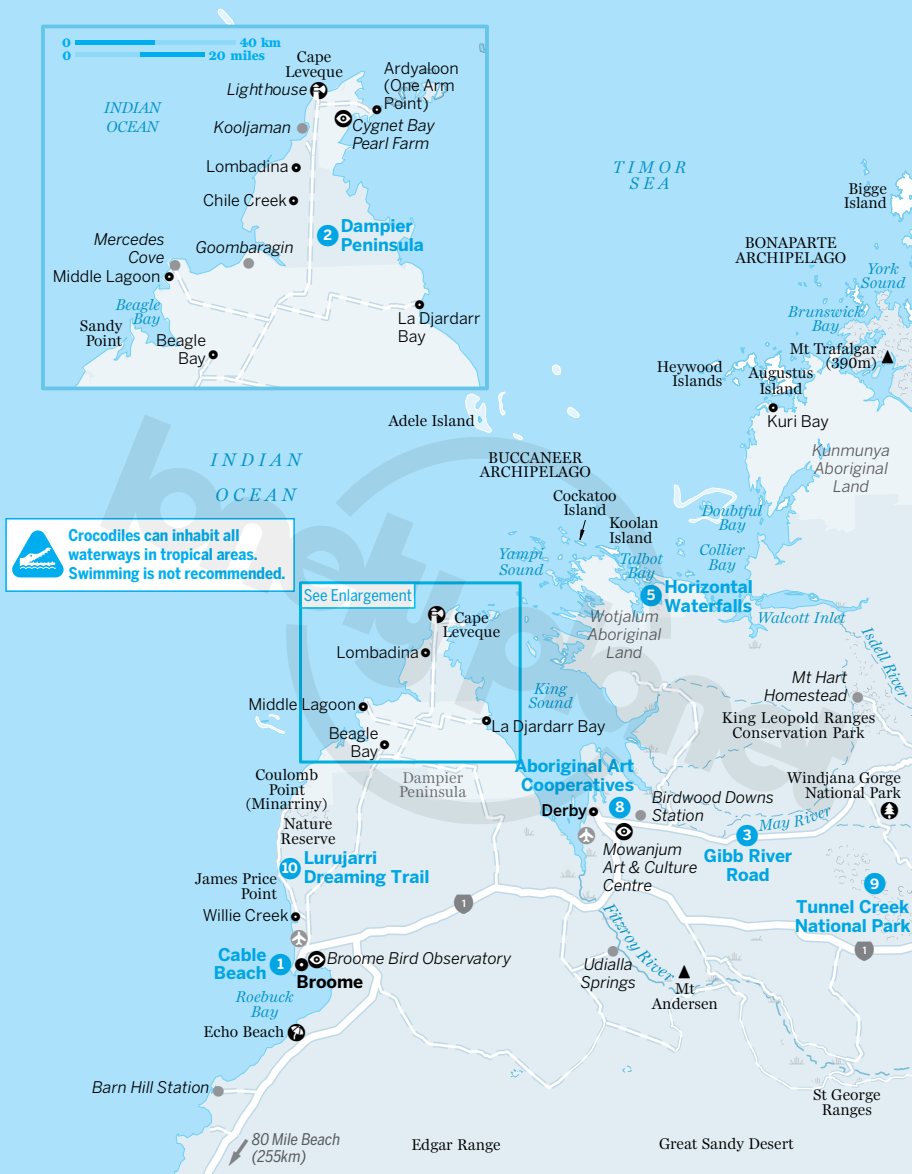 0 40 km
0 20 miles
Cape
Leveque
Lighthouse
Ardyaloon
(One Arm
Point)
INDIAN
OCEAN
Kooljaman
Cygnet Bay
Pearl Farm
Lombadina
Chile Creek
2 Dampier
Peninsula
Mercedes
Cove
Goombaragin
Middle Lagoon
Beagle
Bay
Sandy
Point
La Djardarr
Bay
Beagle
Bay
TIMOR
SEA
Bigge
Island
BONAPARTE
ARCHIPELAGO
York
Sound
Brunswick
Bay
Mt Trafalgar
(390m)
Heywood
Islands
Augustus
Island
Kuri Bay
Adele Island
Kunmunya
Aboriginal
Land
INDIAN
OCEAN
BUCCANEER
ARCHIPELAGO
Cockatoo
Island
Koolan
Island
Doubtful
Bay
Crocodiles can inhabit all
waterways in tropical areas.
Swimming is not recommended.
Yampi
Sound
Talbot
Bay
Collier
Bay
See Enlargement
5 Horizontal
Waterfalls
Cape
Leveque
Wotjalum
Aboriginal
Land
Walcott Inlet
Isdell River
Lombadina
Mt Hart
Homestead
King
Sound
Middle Lagoon
La Djardarr Bay
King Leopold Ranges
Conservation Park
Beagle
Bay
Aboriginal Art
Cooperatives
8
Coulomb
Point
(Minarriny)
Nature
Reserve
Dampier
Peninsula
Windjana Gorge
National Park
Derby
Birdwood Downs
Station
May River
3
Gibb River
Road
Mowanjum
Art & Culture
Centre
10 Lurujarri
Dreaming Trail
James Price
Point
9
Tunnel Creek
National Park
Willie Creek
1
Fitzroy River
1
Cable
Beach
1
Broome Bird Observatory
Broome
Udialla
Springs
Mt
Andersen
Roebuck
Bay
Echo Beach
Barn Hill Station
St George
Ranges
80 Mile Beach
(255km)
Edgar Range
Great Sandy Desert
lonely planet